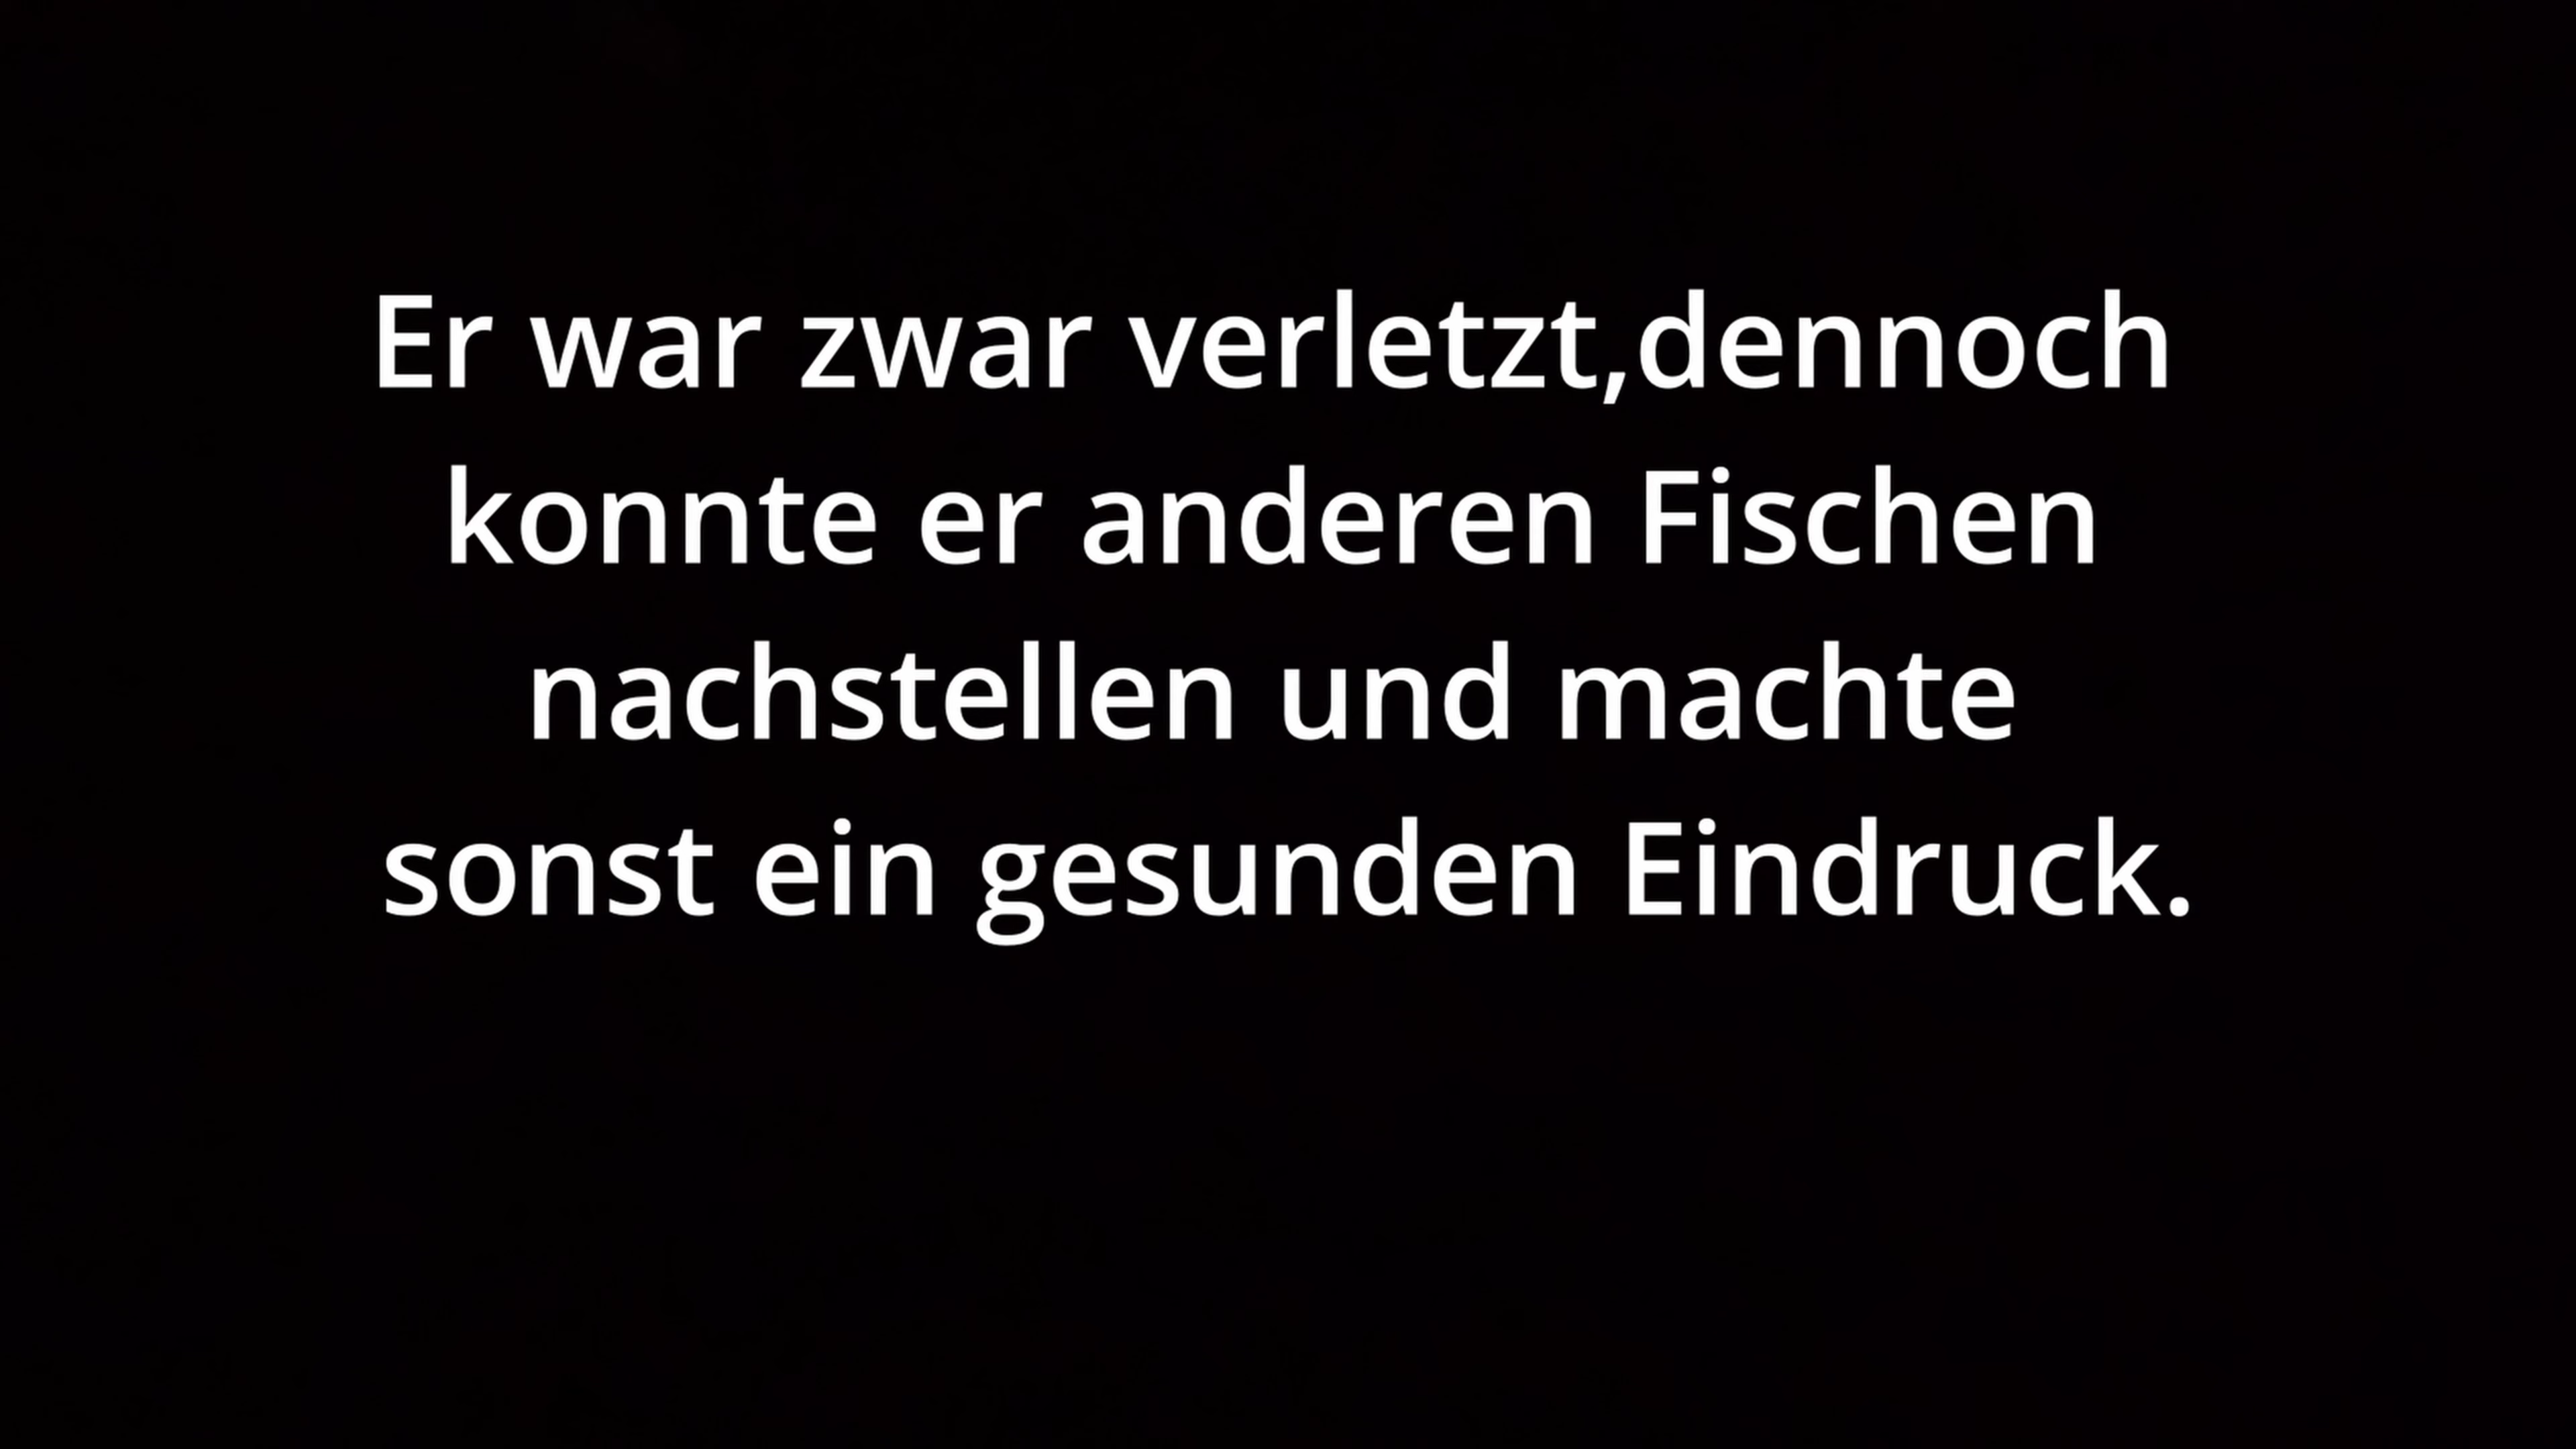 Er war zwar verletzt,dennoch
konnte er anderen Fischen
nachstellen und machte
sonst ein gesunden Eindruck.